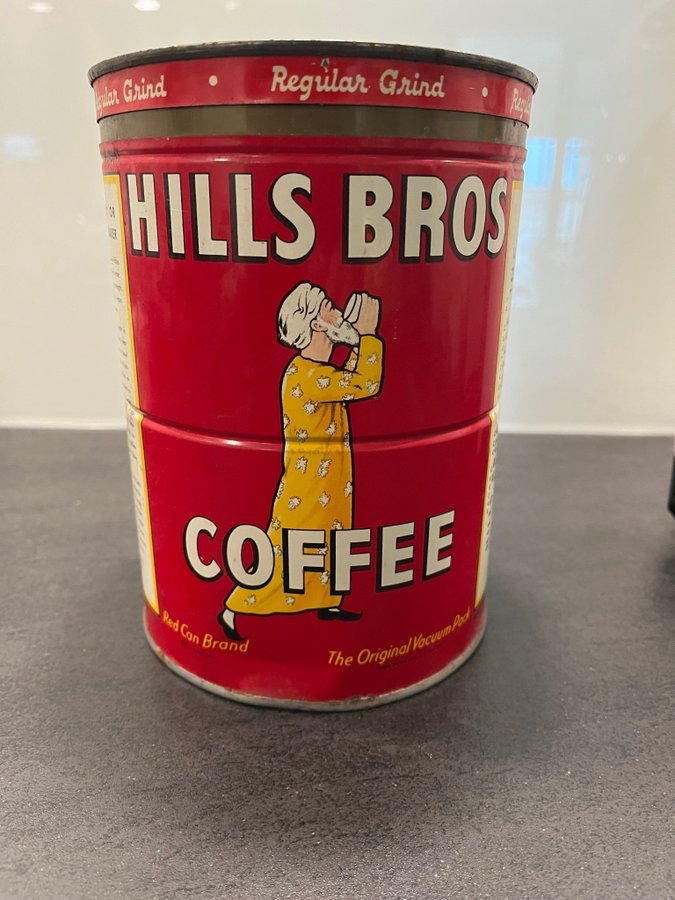 Regular Grind • Regular Grind •
HILLS BROS
COFFEE
Red Can Brand
The Original Vacuum Pack